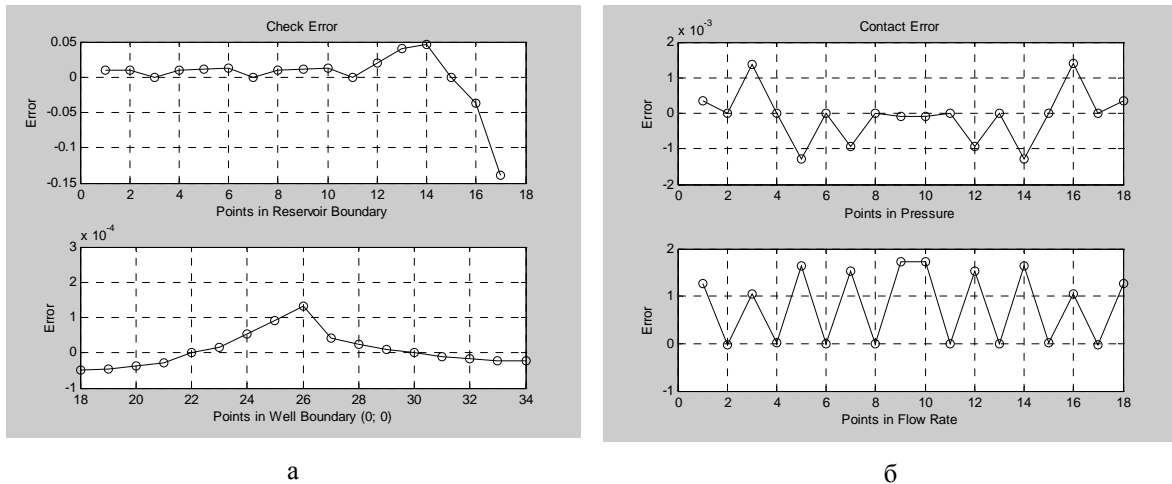 Check Error
0.05
0
-0.05
-0.1
-0.15
Error
0 2 4 6 8 10 12 14 16 18
Points in Reservoir Boundary
x 10^-4
3
2
1
0
-1
Error
18 20 22 24 26 28 30 32 34
Points in Well Boundary (0; 0)
а
Contact Error
x 10^-3
2
1
0
-1
-2
Error
0 2 4 6 8 10 12 14 16 18
Points in Pressure
2
1
0
-1
Error
0 2 4 6 8 10 12 14 16 18
Points in Flow Rate
б